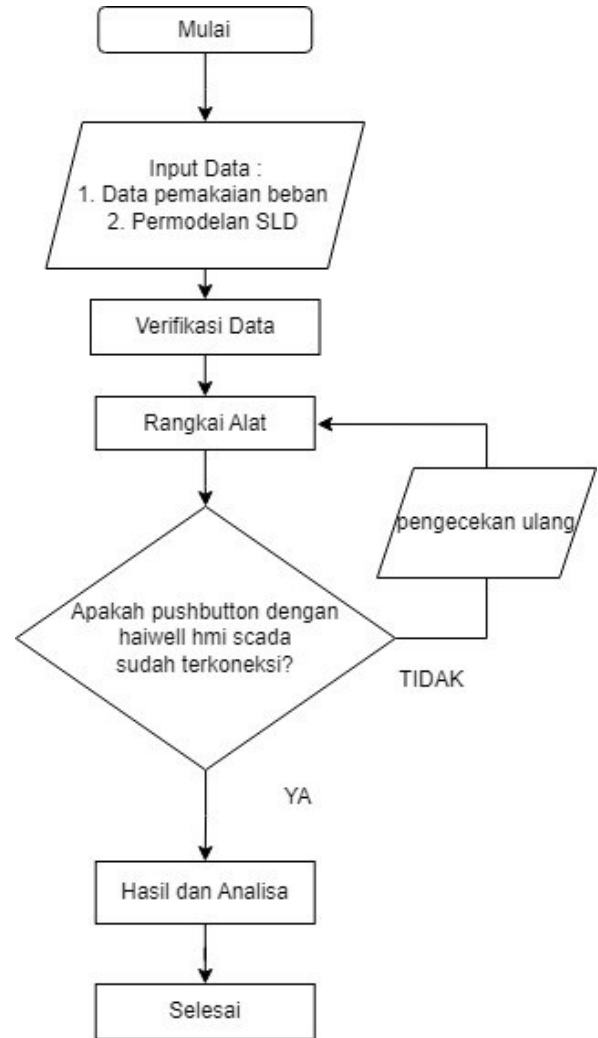 Mulai
Input Data :
1. Data pemakaian beban
2. Permodelan SLD
Verifikasi Data
Rangkai Alat
pengecekan ulang
Apakah pushbutton dengan
haiwell hmi scada
sudah terkoneksi?
TIDAK
YA
Hasil dan Analisa
Selesai